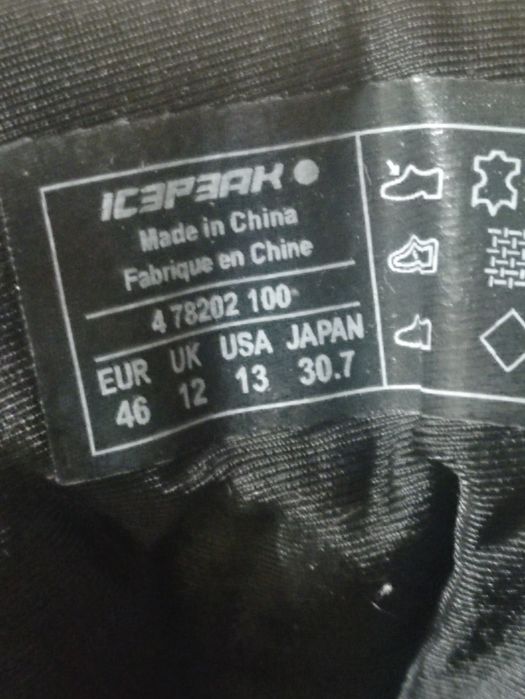 ICEPEAK
Made in China
Fabrique en Chine
4 78202 100
EUR UK USA JAPAN
46 12 13 30.7